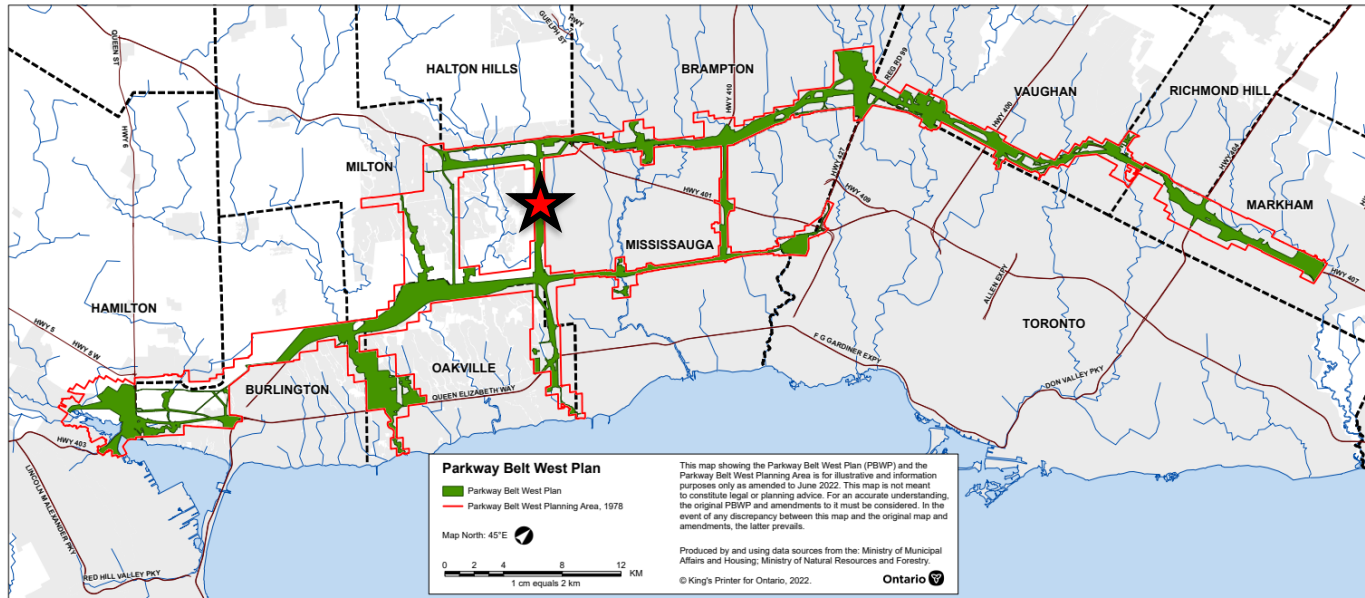 GUELPH ST
HWY
QUEEN ST
HALTON HILLS
BRAMPTON
HWY 410
REG RD 99
VAUGHAN
HWY 400
RICHMOND HILL
HWY 6
MILTON
HWY 401
HWY 427
HWY 409
HWY 404
MARKHAM
MISSISSAUGA
HWY 407
HAMILTON
ALLEN EXPY
TORONTO
HWY 5
HWY 5 W
F G GARDINER EXPY
OAKVILLE
BURLINGTON
QUEEN ELIZABETH WAY
DON VALLEY PKY
HWY 403
LINCOLN M ALEXANDER PKY
RED HILL VALLEY PKY
Parkway Belt West Plan
Parkway Belt West Plan
Parkway Belt West Planning Area, 1978
Map North: 45°E
0 2 4 8 12
KM
1 cm equals 2 km
This map showing the Parkway Belt West Plan (PBWP) and the
Parkway Belt West Planning Area is for illustrative and information
purposes only as amended to June 2022. This map is not meant
to constitute legal or planning advice. For an accurate understanding,
the original PBWP and amendments to it must be considered. In the
event of any discrepancy between this map and the original map and
amendments, the latter prevails.
Produced by and using data sources from the: Ministry of Municipal
Affairs and Housing; Ministry of Natural Resources and Forestry.
© King's Printer for Ontario, 2022.
Ontario